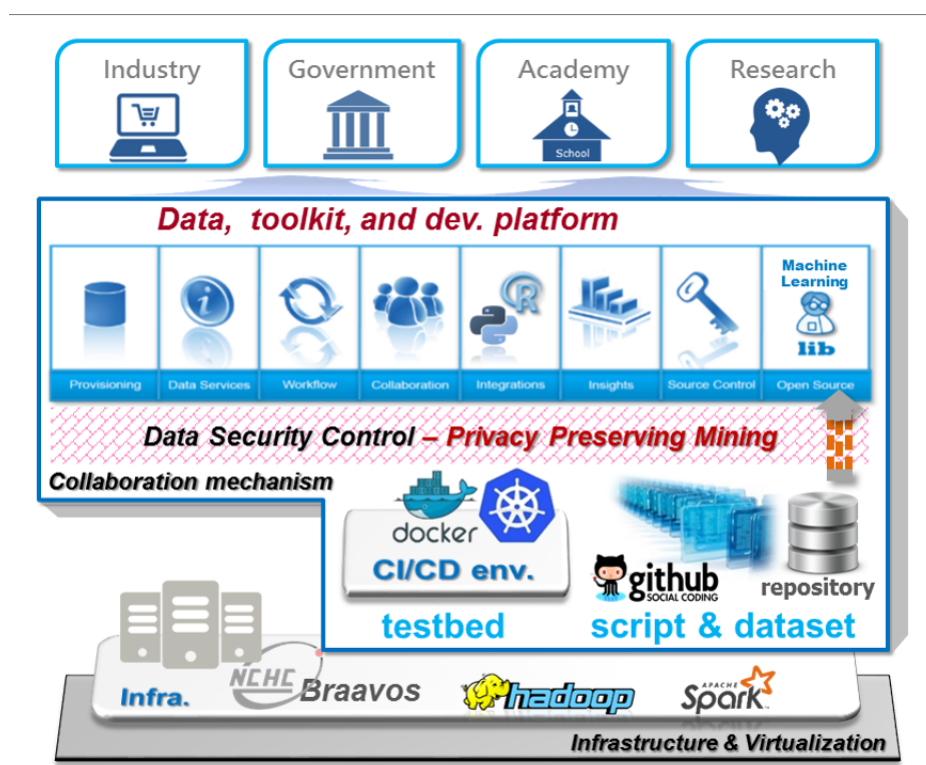 Industry
Government
Academy
School
Research
Data, toolkit, and dev. platform
Machine
Learning
lib
Provisioning
Data Services
Workflow
Collaboration
Integrations
Insights
Source Control
Open Source
R
Data Security Control – Privacy Preserving Mining
Collaboration mechanism
docker
CI/CD env.
testbed
github
SOCIAL CODING
repository
script & dataset
Infra.
NCHC
Braavos
hadoop
APACHE
Spark
Infrastructure & Virtualization